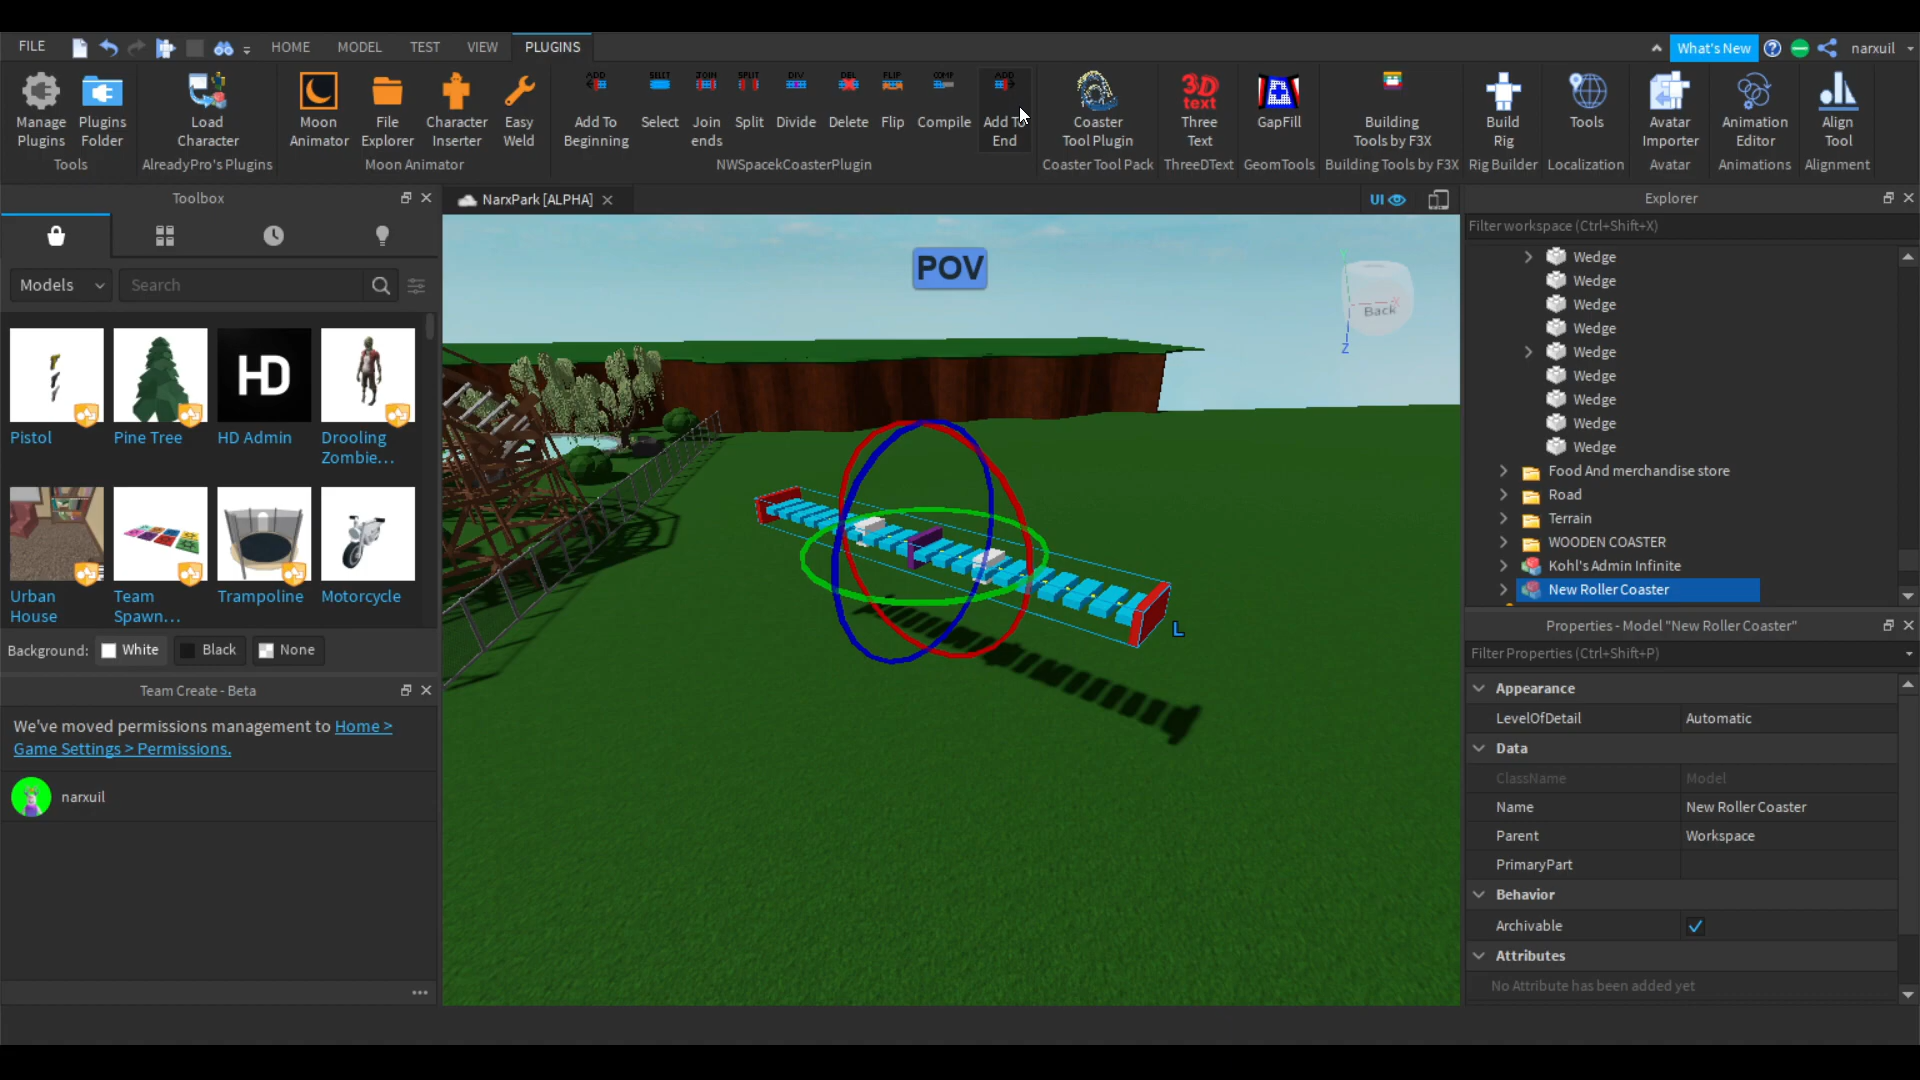 FILE
HOME
MODEL
TEST
VIEW
PLUGINS
What's New
narxuil
Manage Plugins
Plugins Folder
Load Character
Moon Animator
File Explorer
Character Inserter
Easy Weld
ADD
Add To Beginning
SELECT
Select
JOIN
Join ends
SPLIT
Split
DIV
Divide
DEL
Delete
FLIP
Flip
COMP
Compile
ADD
Add To End
Coaster Tool Plugin
3D text
Three Text
GapFill
Building Tools by F3X
Build Rig
Tools
Avatar Importer
Animation Editor
Align Tool
Tools
AlreadyPro's Plugins
Moon Animator
NWSpacekCoasterPlugin
Coaster Tool Pack
ThreeDText
GeomTools
Building Tools by F3X
Rig Builder
Localization
Avatar
Animations
Alignment
Toolbox
Models
Search
HD
Pistol
Pine Tree
HD Admin
Drooling Zombie...
Urban House
Team Spawn...
Trampoline
Motorcycle
Background:
White
Black
None
Team Create - Beta
We've moved permissions management to Home >
Game Settings > Permissions.
narxuil
NarxPark [ALPHA]
UI
POV
Y
Back
Z
L
Explorer
Filter workspace (Ctrl+Shift+X)
Wedge
Wedge
Wedge
Wedge
Wedge
Wedge
Wedge
Wedge
Wedge
Food And merchandise store
Road
Terrain
WOODEN COASTER
Kohl's Admin Infinite
New Roller Coaster
Properties - Model "New Roller Coaster"
Filter Properties (Ctrl+Shift+P)
Appearance
LevelOfDetail Automatic
Data
ClassName Model
Name New Roller Coaster
Parent Workspace
PrimaryPart
Behavior
Archivable
Attributes
No Attribute has been added yet